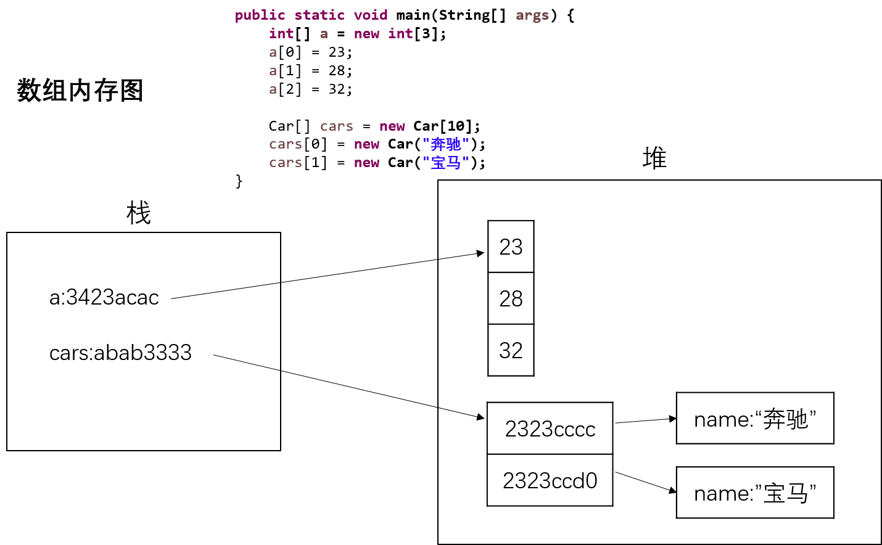 public static void main(String[] args) {
int[] a = new int[3];
a[0] = 23;
a[1] = 28;
a[2] = 32;
Car[] cars = new Car[10];
cars[0] = new Car("奔驰");
cars[1] = new Car("宝马");
}
数组内存图
栈
堆
a:3423acac
cars:abab3333
23
28
32
2323cccc
2323ccd0
name:“奔驰”
name:”宝马”